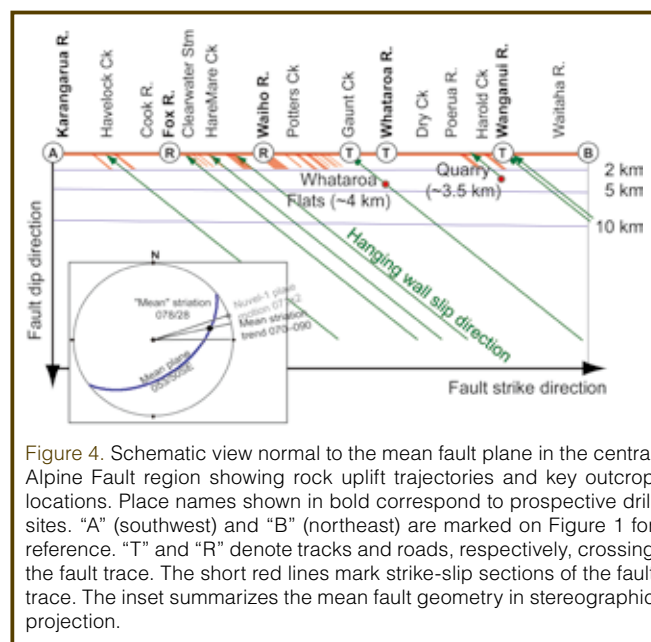 Karangarua R.
Havelock Ck
Cook R.
Fox R.
Clearwater Stm
HareMare Ck
Waiho R.
Potters Ck
Gaunt Ck
Whataroa R.
Dry Ck
Poerua R.
Harold Ck
Wanganui R.
Waitaha R.
A R R T T T B
2 km
5 km
10 km
Whataroa
Flats (~4 km)
Quarry
(~3.5 km)
Hanging wall slip direction
Fault dip direction
Fault strike direction
N
"Mean" striation
078/28
Nuvel-1 plate
Mean striation
trend 070–090
Mean plane
Figure 4. Schematic view normal to the mean fault plane in the central
Alpine Fault region showing rock uplift trajectories and key outcrop
locations. Place names shown in bold correspond to prospective drill
sites. “A” (southwest) and “B” (northeast) are marked on Figure 1 for
reference. “T” and “R” denote tracks and roads, respectively, crossing
the fault trace. The short red lines mark strike-slip sections of the fault
trace. The inset summarizes the mean fault geometry in stereographic
projection.